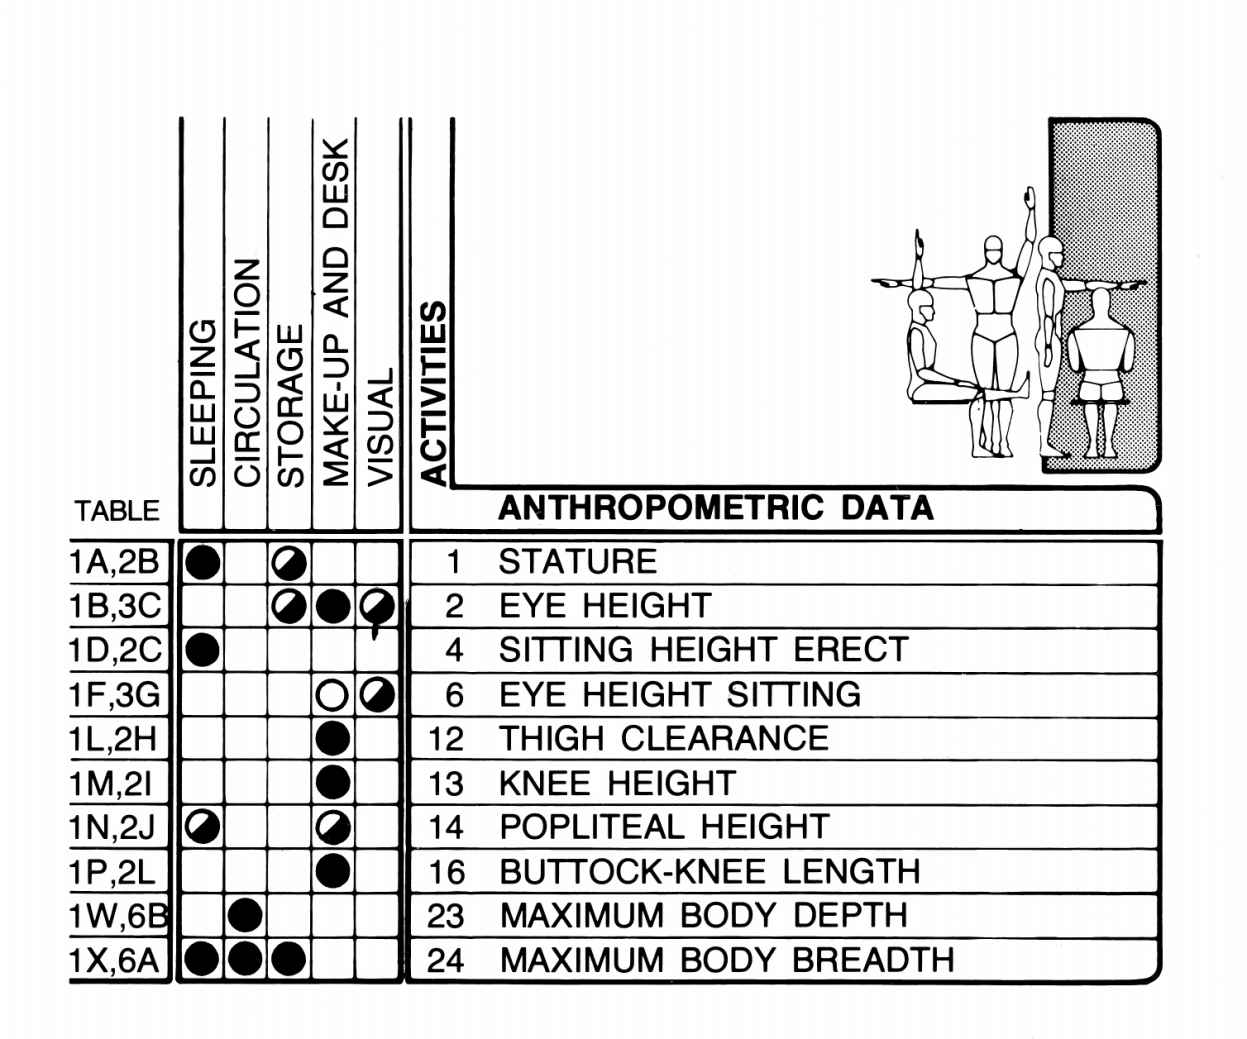 SLEEPING
CIRCULATION
STORAGE
MAKE-UP AND DESK
VISUAL
ACTIVITIES
TABLE ANTHROPOMETRIC DATA
1A,2B 1 STATURE
1B,3C 2 EYE HEIGHT
1D,2C 4 SITTING HEIGHT ERECT
1F,3G 6 EYE HEIGHT SITTING
1L,2H 12 THIGH CLEARANCE
1M,2I 13 KNEE HEIGHT
1N,2J 14 POPLITEAL HEIGHT
1P,2L 16 BUTTOCK-KNEE LENGTH
1W,6B 23 MAXIMUM BODY DEPTH
1X,6A 24 MAXIMUM BODY BREADTH